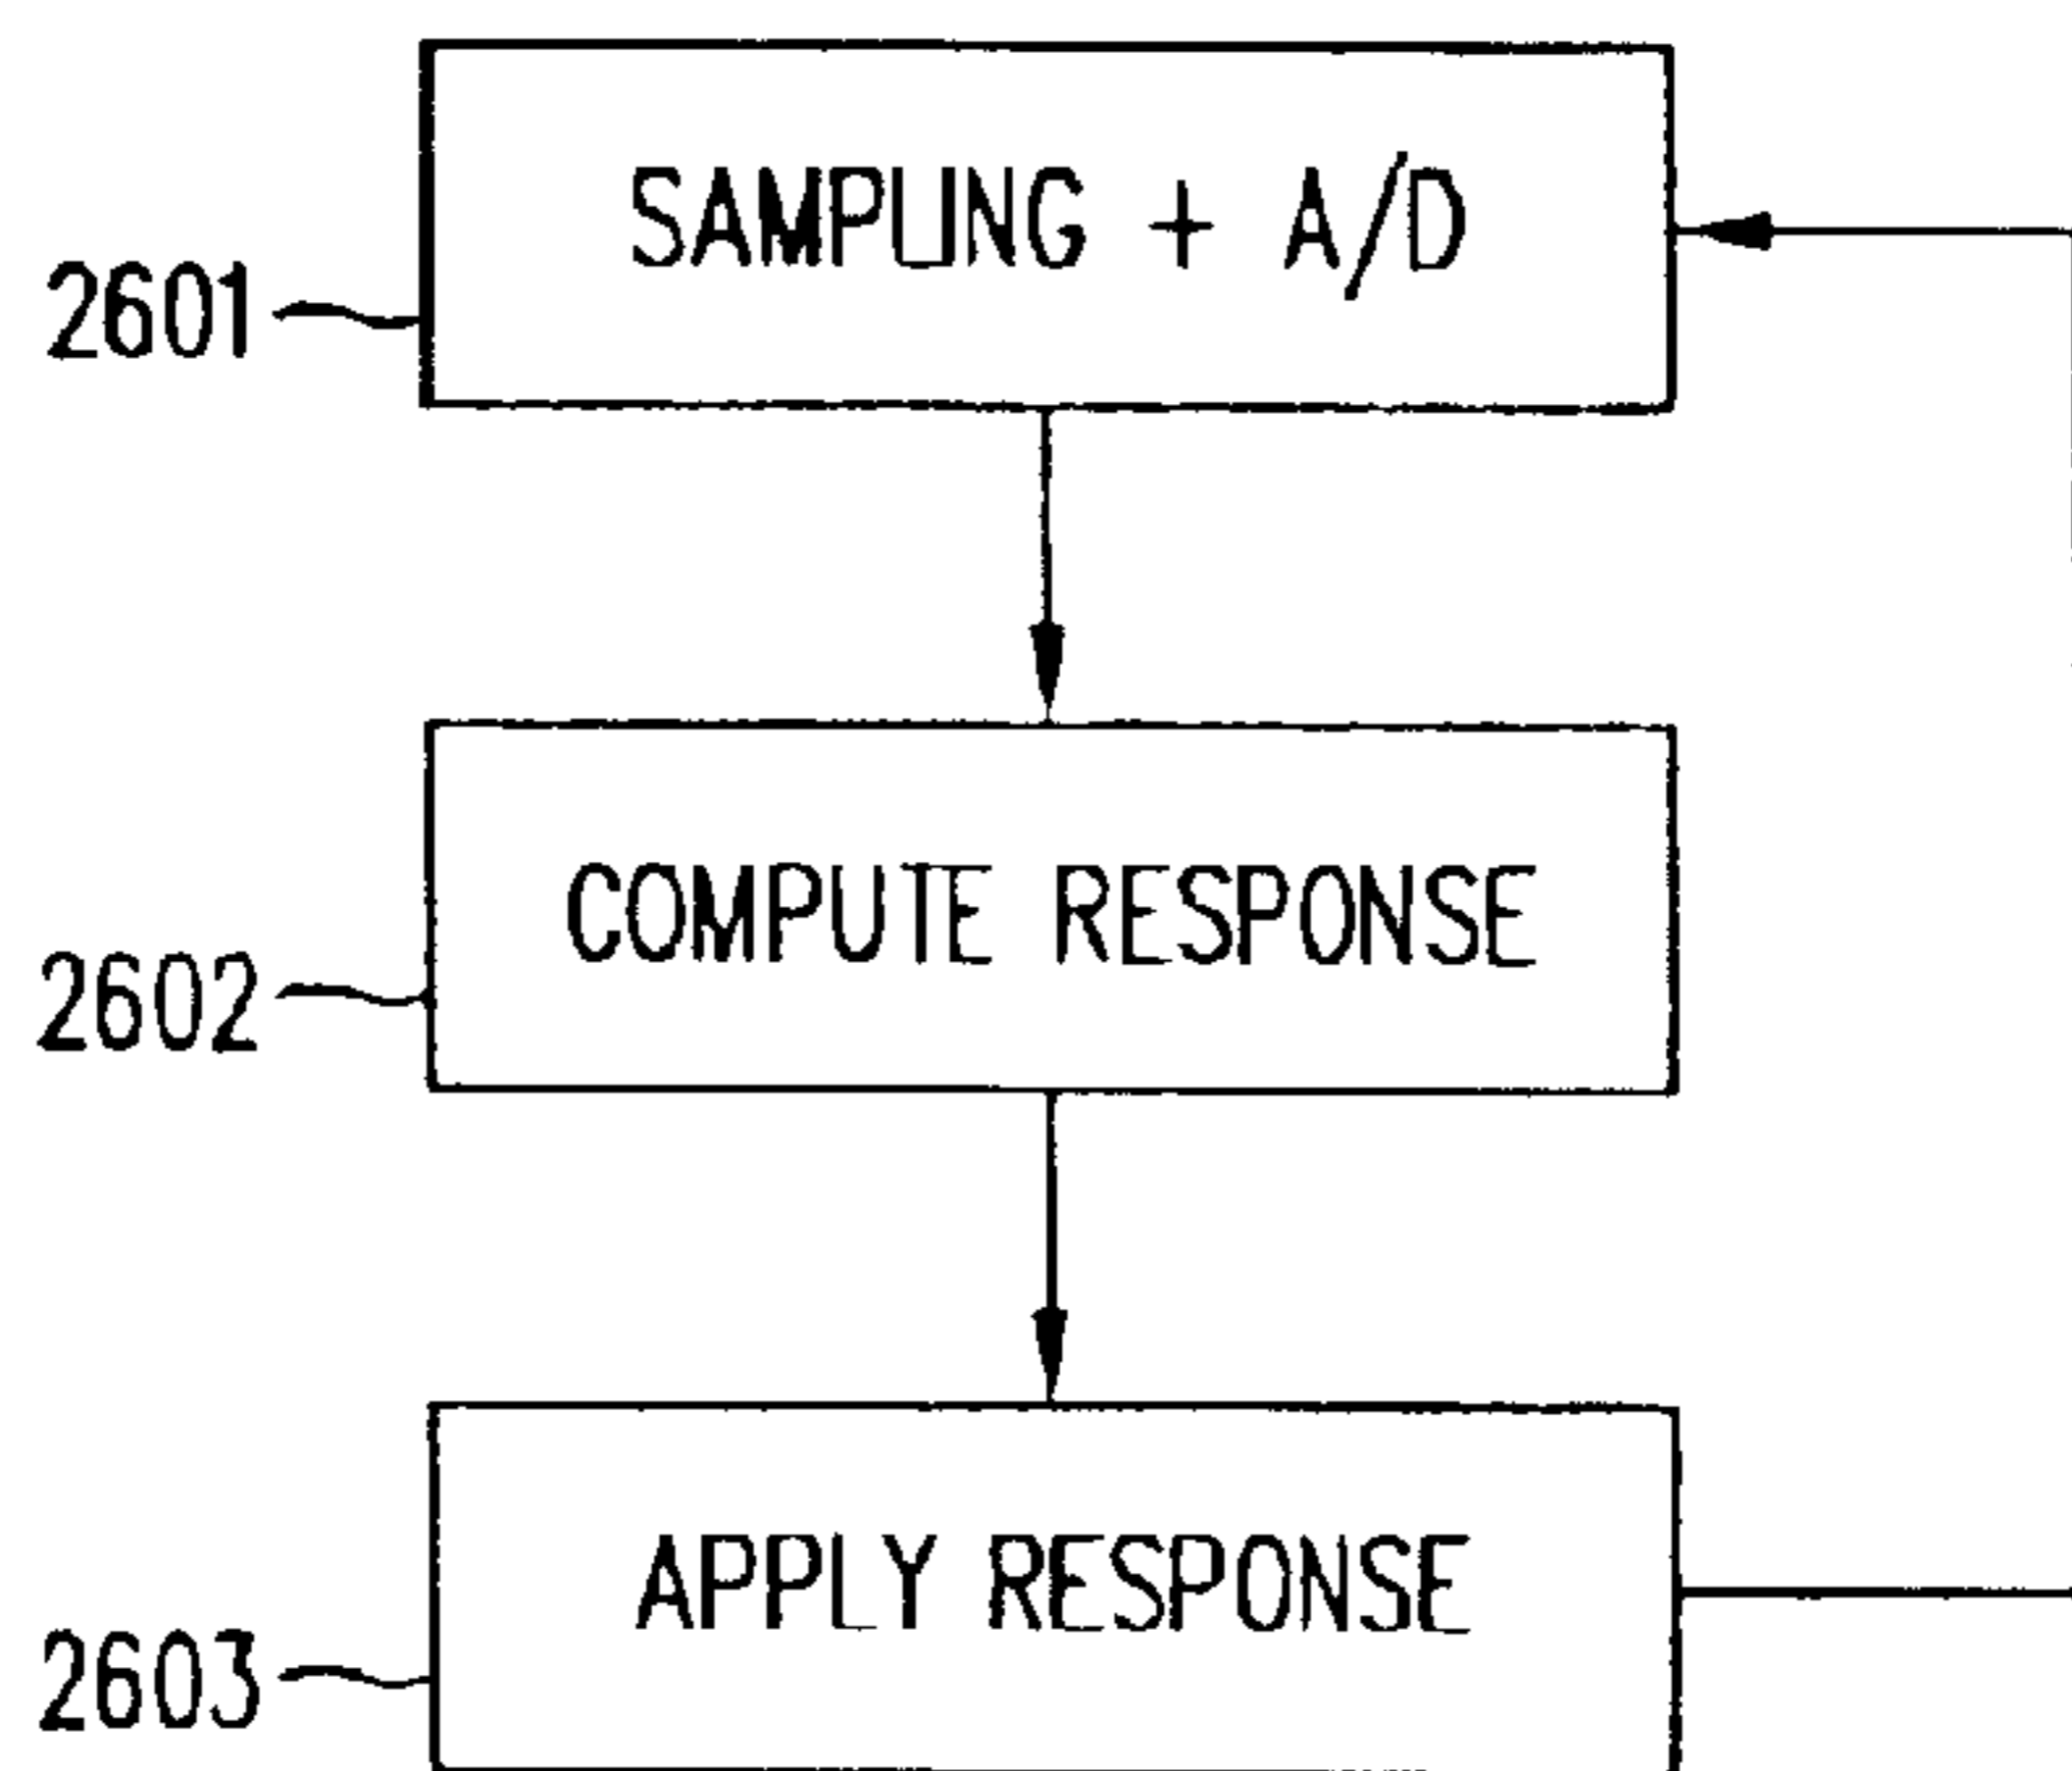 SAMPLING + A/D
2601
COMPUTE RESPONSE
2602
APPLY RESPONSE
2603